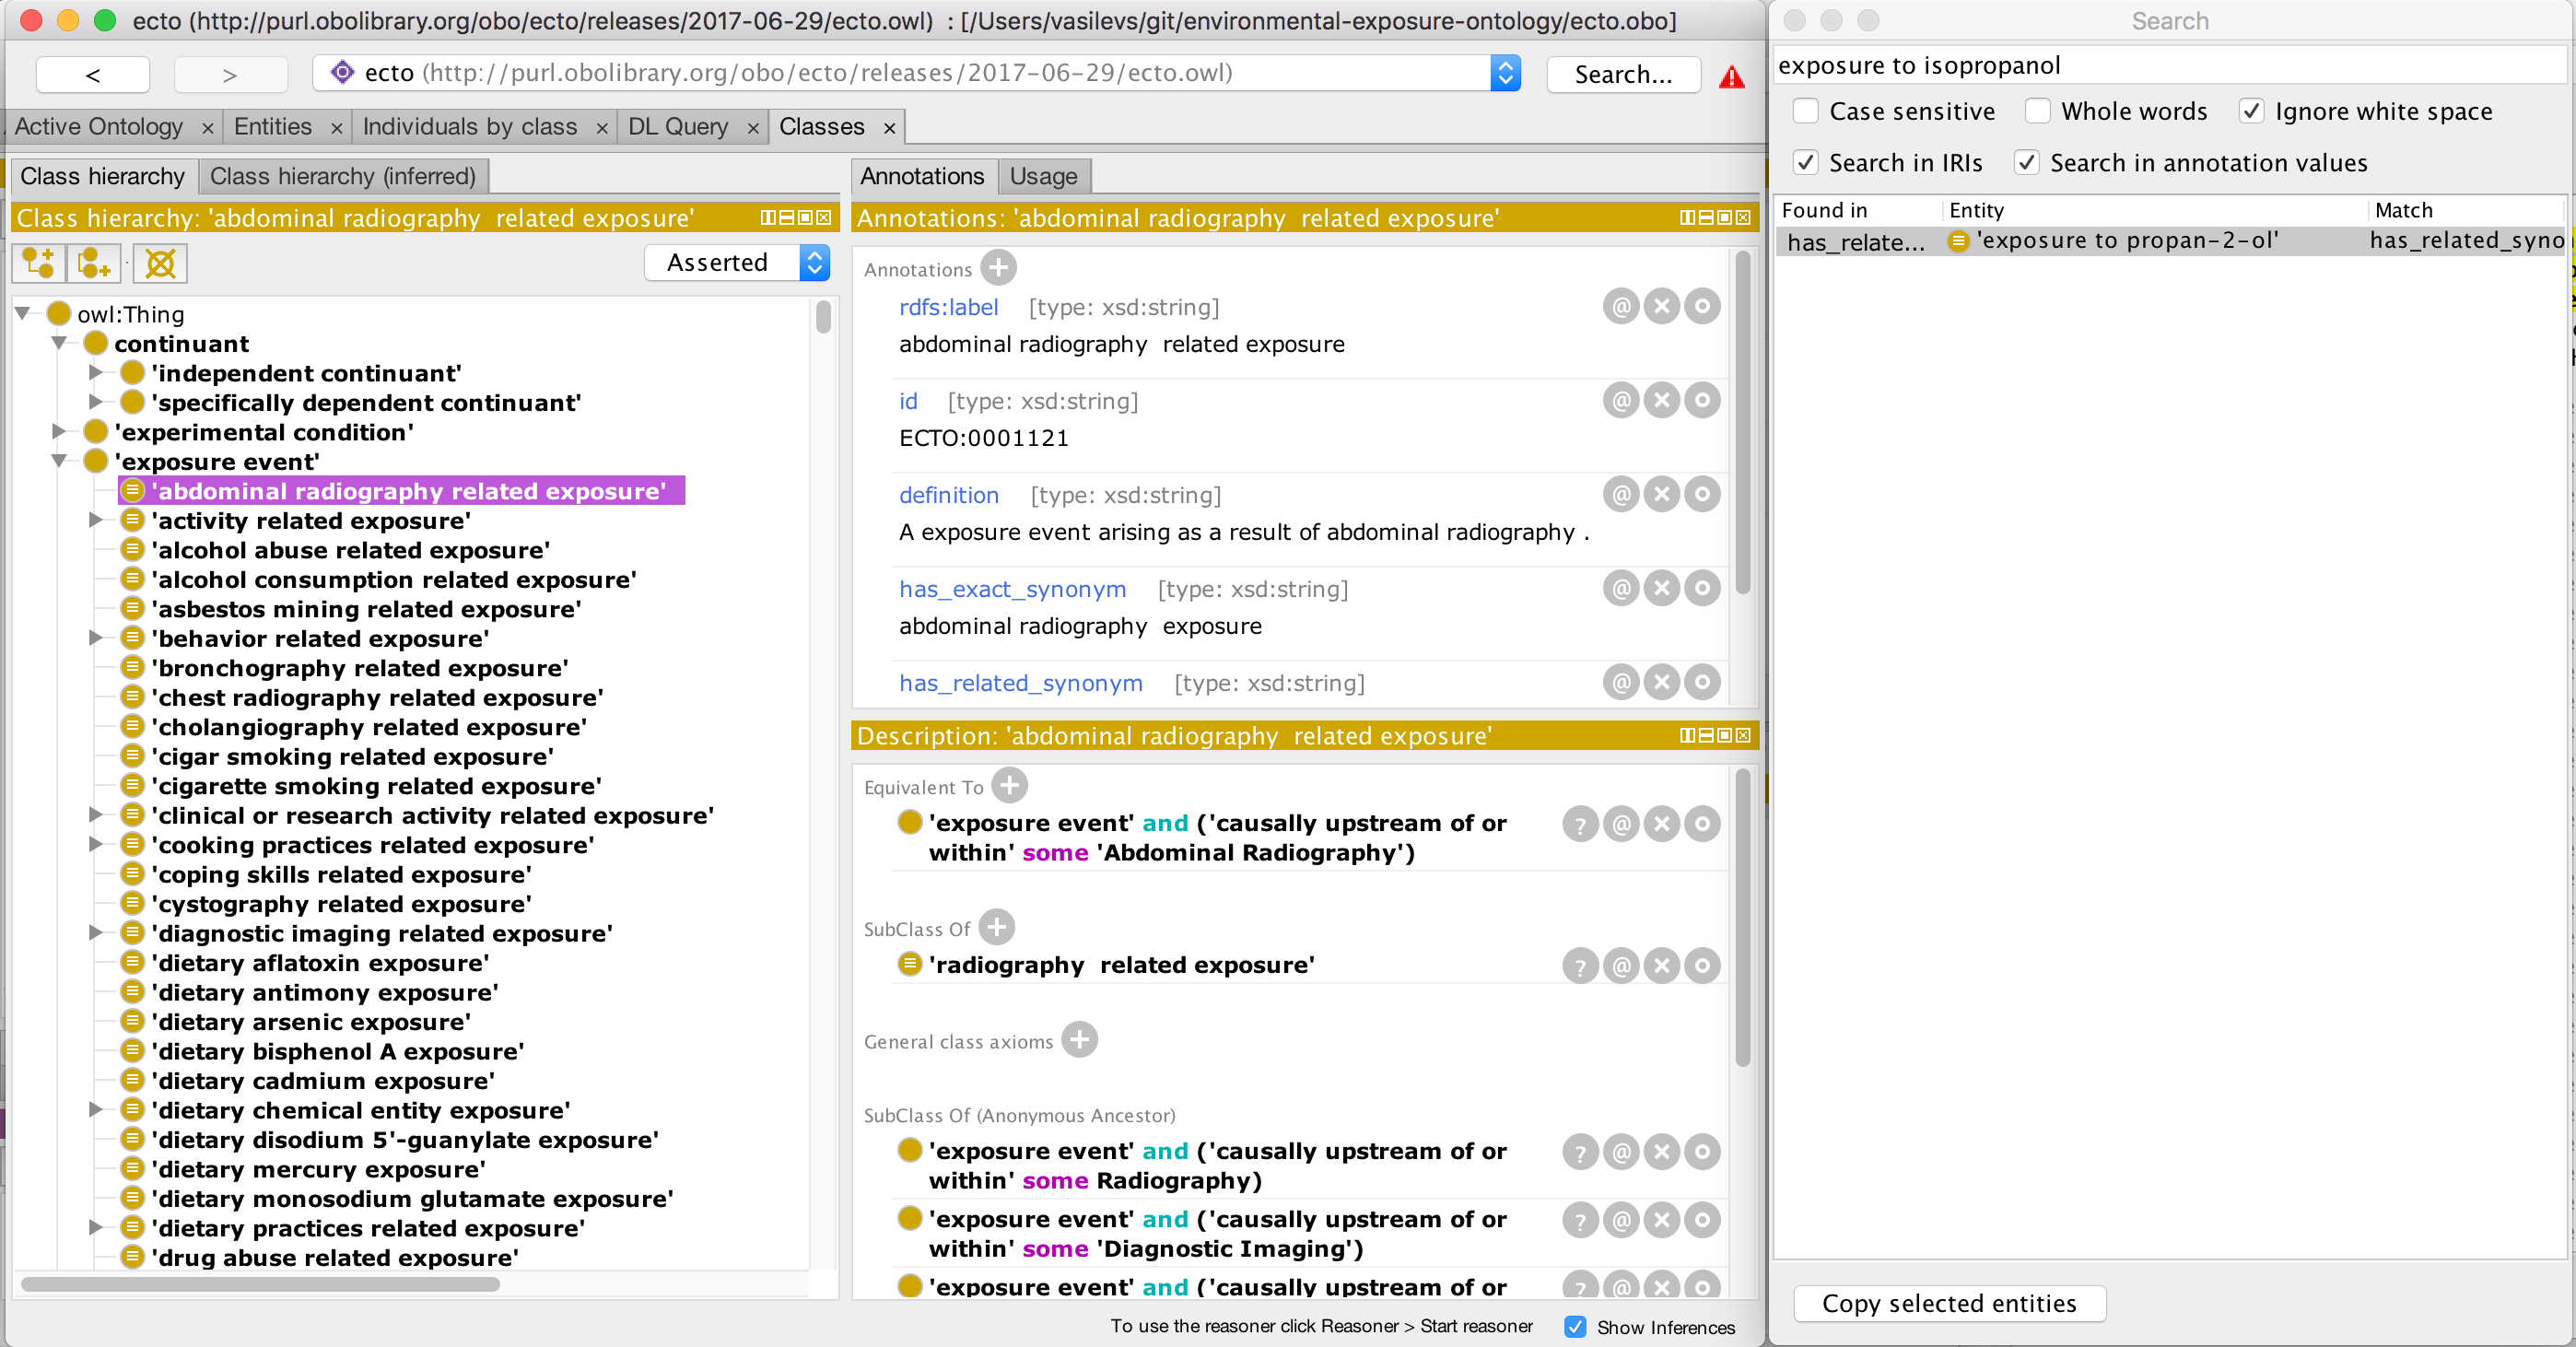 ecto (http://purl.obolibrary.org/obo/ecto/releases/2017-06-29/ecto.owl) : [/Users/vasilevs/git/environmental-exposure-ontology/ecto.obo]
< > ecto (http://purl.obolibrary.org/obo/ecto/releases/2017-06-29/ecto.owl) Search...
Active Ontology × Entities × Individuals by class × DL Query × Classes ×
Class hierarchy Class hierarchy (inferred)
Class hierarchy: 'abdominal radiography related exposure'
Asserted
owl:Thing
continuant
'independent continuant'
'specifically dependent continuant'
'experimental condition'
'exposure event'
'abdominal radiography related exposure'
'activity related exposure'
'alcohol abuse related exposure'
'alcohol consumption related exposure'
'asbestos mining related exposure'
'behavior related exposure'
'bronchography related exposure'
'chest radiography related exposure'
'cholangiography related exposure'
'cigar smoking related exposure'
'cigarette smoking related exposure'
'clinical or research activity related exposure'
'cooking practices related exposure'
'coping skills related exposure'
'cystography related exposure'
'diagnostic imaging related exposure'
'dietary aflatoxin exposure'
'dietary antimony exposure'
'dietary arsenic exposure'
'dietary bisphenol A exposure'
'dietary cadmium exposure'
'dietary chemical entity exposure'
'dietary disodium 5'-guanylate exposure'
'dietary mercury exposure'
'dietary monosodium glutamate exposure'
'dietary practices related exposure'
'drug abuse related exposure'
Annotations Usage
Annotations: 'abdominal radiography  related exposure'
Annotations
rdfs:label [type: xsd:string]
abdominal radiography  related exposure
id [type: xsd:string]
ECTO:0001121
definition [type: xsd:string]
A exposure event arising as a result of abdominal radiography .
has_exact_synonym [type: xsd:string]
abdominal radiography  exposure
has_related_synonym [type: xsd:string]
Description: 'abdominal radiography  related exposure'
Equivalent To
'exposure event' and ('causally upstream of or
within' some 'Abdominal Radiography')
SubClass Of
'radiography  related exposure'
General class axioms
SubClass Of (Anonymous Ancestor)
'exposure event' and ('causally upstream of or
within' some Radiography)
'exposure event' and ('causally upstream of or
within' some 'Diagnostic Imaging')
'exposure event' and ('causally upstream of or
To use the reasoner click Reasoner > Start reasoner Show Inferences
Search
exposure to isopropanol
Case sensitive Whole words Ignore white space
Search in IRIs Search in annotation values
Found in Entity Match
has_relate... 'exposure to propan-2-ol' has_related_syno
Copy selected entities